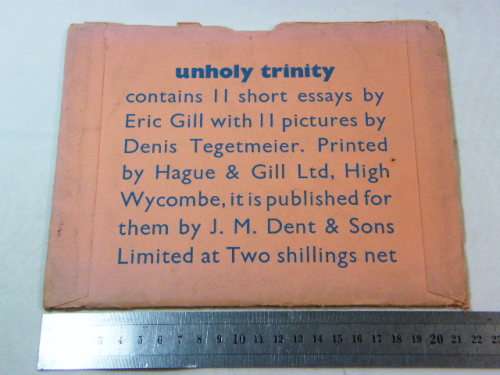 unholy trinity
contains 11 short essays by
Eric Gill with 11 pictures by
Denis Tegetmeier. Printed
by Hague & Gill Ltd, High
Wycombe, it is published for
them by J. M. Dent & Sons
Limited at Two shillings net
3 4 5 6 7 8 9 10 11 12 13 14 15 16 17 18 19 20 21 22 23